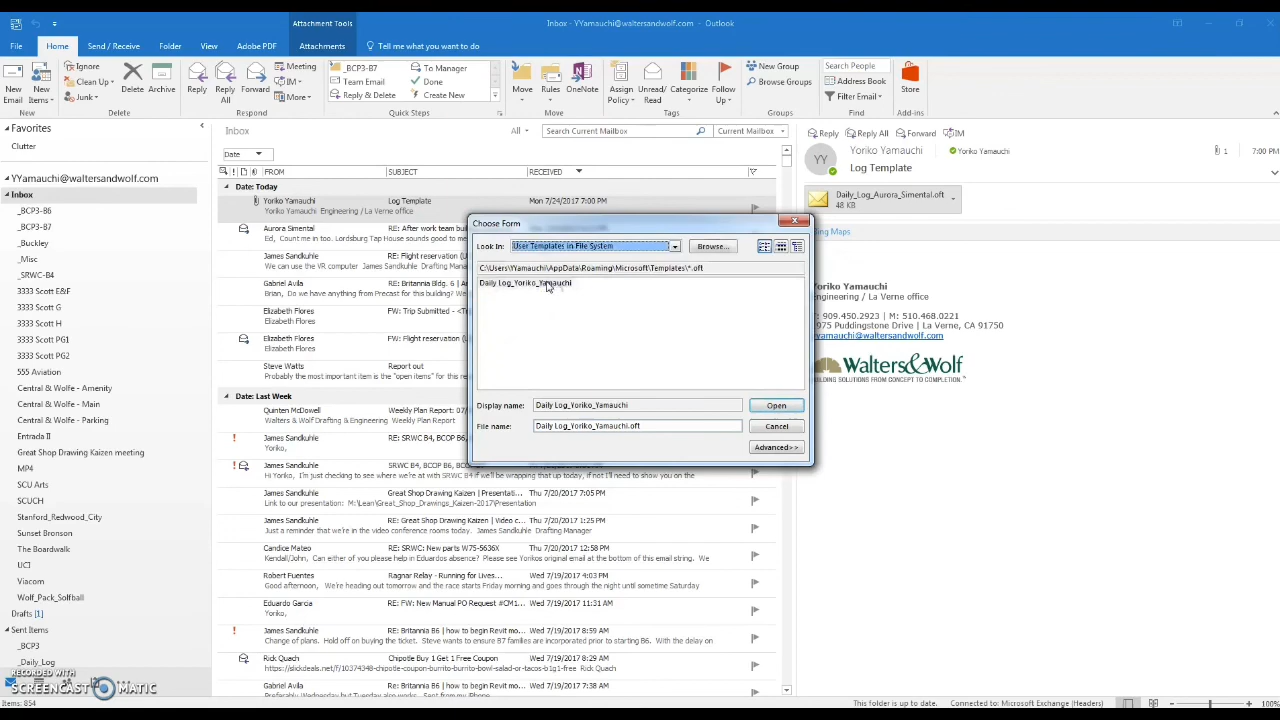 Attachment Tools
Inbox - YYamauchi@waltersandwolf.com - Outlook
File Home Send / Receive Folder View Adobe PDF Attachments Tell me what you want to do
New Email
New Items
Ignore
Clean Up
Junk
Delete
Archive
Reply
Reply All
Forward
Meeting
IM
More
_BCP3-B7
Team Email
Reply & Delete
To Manager
Done
Create New
Move
Rules
OneNote
Assign Policy
Unread/ Read
Categorize
Follow Up
New Group
Browse Groups
Search People
Address Book
Filter Email
Store
New Delete Respond Quick Steps Move Tags Groups Find Add-ins
Favorites
Clutter
YYamauchi@waltersandwolf.com
Inbox
_BCP3-B6
_BCP3-B7
_Buckley
_Misc
_SRWC-B4
3333 Scott E&F
3333 Scott G
3333 Scott H
3333 Scott PG1
3333 Scott PG2
555 Aviation
Central & Wolfe - Amenity
Central & Wolfe - Office
Central & Wolfe - Parking
Entrada II
Great Shop Drawing Kaizen meeting
MP4
SCU Arts
SCUCH
Stanford_Redwood_City
Sunset Bronson
The Boardwalk
UCI
Viacom
Wolf_Pack_Softball
Drafts [1]
Sent Items
_BCP3
_Daily_Log
RECORDED WITH
SCREENCAST MATIC
Items: 854
Inbox
All
Search Current Mailbox
Current Mailbox
Date
FROM SUBJECT RECEIVED
Date: Today
Yoriko Yamauchi Log Template Mon 7/24/2017 7:00 PM
Yoriko Yamauchi Engineering / La Verne office
Aurora Simental RE: After work team bui
Ed, Count me in too. Lordsburg Tap House sounds good to m
James Sandkuhle RE: Flight reservation (
We can use the VR computer James Sandkuhle Drafting
Gabriel Avila RE: Britannia Bldg. 6 |
Brian, Do we have anything from Precast for this building? W
Elizabeth Flores FW: Trip Submitted - <T
Elizabeth Flores
Elizabeth Flores FW: Flight reservation (
Elizabeth Flores
Steve Watts Report out
Probably the most important item is the "open items" for this re
Date: Last Week
Quinten McDowell Weekly Plan Report: 07/
Walters & Wolf Drafting & Engineering Weekly Plan Report
James Sandkuhle FW: SRWC B4, BCOP B6,
Yoriko,
James Sandkuhle RE: SRWC B4, BCOP B6,
Hi Yoriko, I'm just checking to see where we're at with SRWC B4 if we'll be wrapping that up today, if not I'll need to show you on the
James Sandkuhle Great Shop Drawing Kaizen | Presentati... Thu 7/20/2017 7:05 PM
Link to our presentation: M:\Lean\Great_Shop_Drawings_Kaizen-2017\Presentation
James Sandkuhle RE: Great Shop Drawing Kaizen | Video c... Thu 7/20/2017 1:25 PM
Just a reminder that we're in the video conference rooms today. James Sandkuhle Drafting Manager
Candice Mateo RE: SRWC: New parts W75-5636X Thu 7/20/2017 12:58 PM
Kendall/John, Can either of you please help in Eduardos absence? Please see Yorikos original email at the bottom of this email string. We
Robert Fuentes Ragnar Relay - Running for Lives... Wed 7/19/2017 4:03 PM
Good afternoon, We're heading out tomorrow and the race starts Friday morning and goes through the night until sometime Saturday
Eduardo Garcia RE: FW: New Manual PO Request #CM1... Wed 7/19/2017 11:31 AM
Yoriko,
James Sandkuhle RE: Britannia B6 | how to begin Revit mo... Wed 7/19/2017 8:59 AM
Change of plans. Hold off on buying the ticket. Steve wants to ensure B7 families are incorporated prior to starting B6. With the delay on
Rick Quach Chipotle Buy 1 Get 1 Free Coupon Wed 7/19/2017 8:56 AM
https://slickdeals.net/f/10374348-chipotle-coupon-burrito-burrito-bowl-salad-or-tacos-b1g1-free Rick Quach
Gabriel Avila RE: Britannia B6 | how to begin Revit mo... Wed 7/19/2017 7:38 AM
Choose Form
Look In: User Templates in File System Browse...
C:\Users\YYamauchi\AppData\Roaming\Microsoft\Templates\*.oft
Daily Log_Yoriko_Yamauchi
Display name: Daily Log_Yoriko_Yamauchi Open
File name: Daily Log_Yoriko_Yamauchi.oft Cancel
Advanced>>
Reply Reply All Forward IM
YY
Yoriko Yamauchi Yoriko Yamauchi 1 7:00 PM
Log Template
Daily_Log_Aurora_Simental.oft
48 KB
Bing Maps
Yoriko Yamauchi
Engineering / La Verne office
909.450.2923 | M: 510.468.0221
975 Puddingstone Drive | La Verne, CA 91750
yyamauchi@waltersandwolf.com
Walters&Wolf
BUILDING SOLUTIONS FROM CONCEPT TO COMPLETION.
This folder is up to date. Connected to: Microsoft Exchange (Headers) 100%